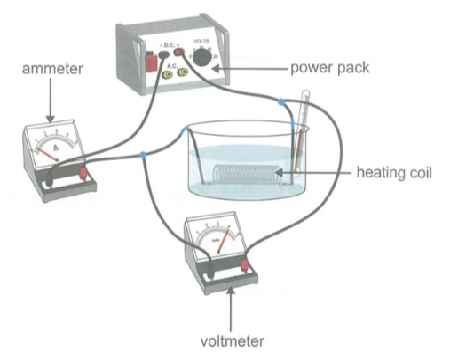 - D.C. +
VOLTS
A.C.
ammeter
power pack
A
heating coil
voltmeter